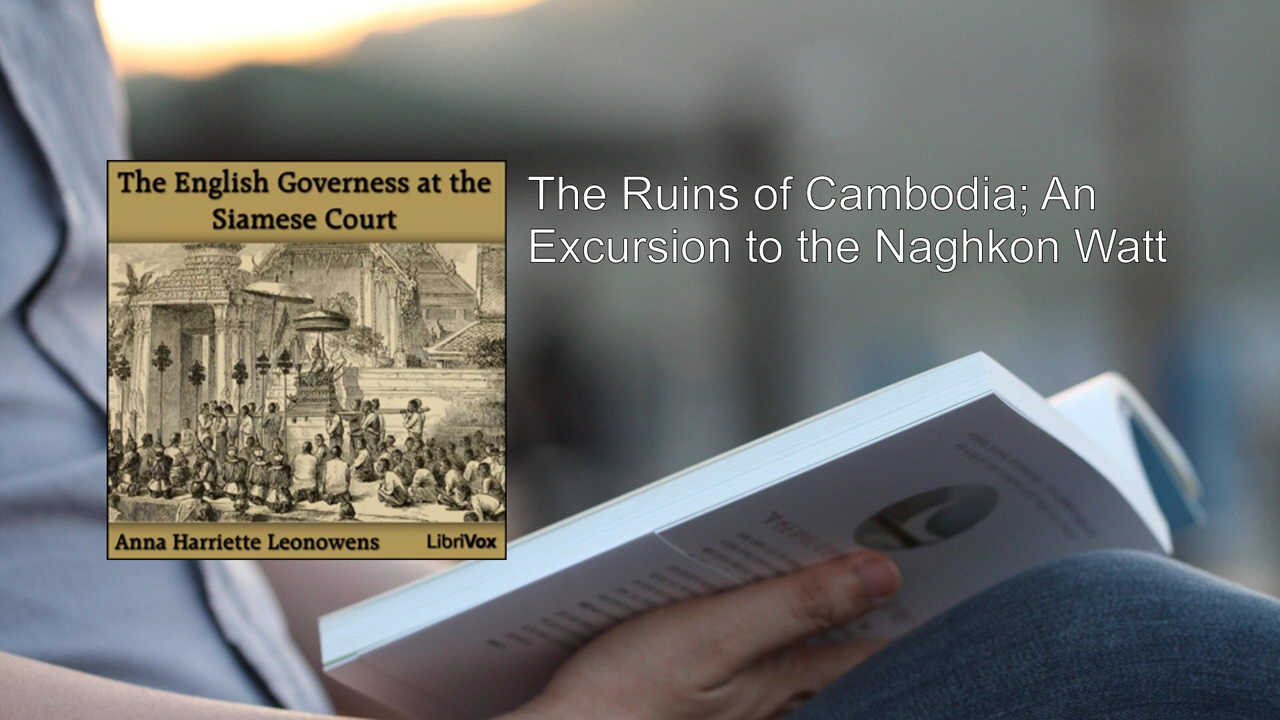 The English Governess at the
Siamese Court
Anna Harriette Leonowens
LibriVox
The Ruins of Cambodia; An
Excursion to the Naghkon Watt